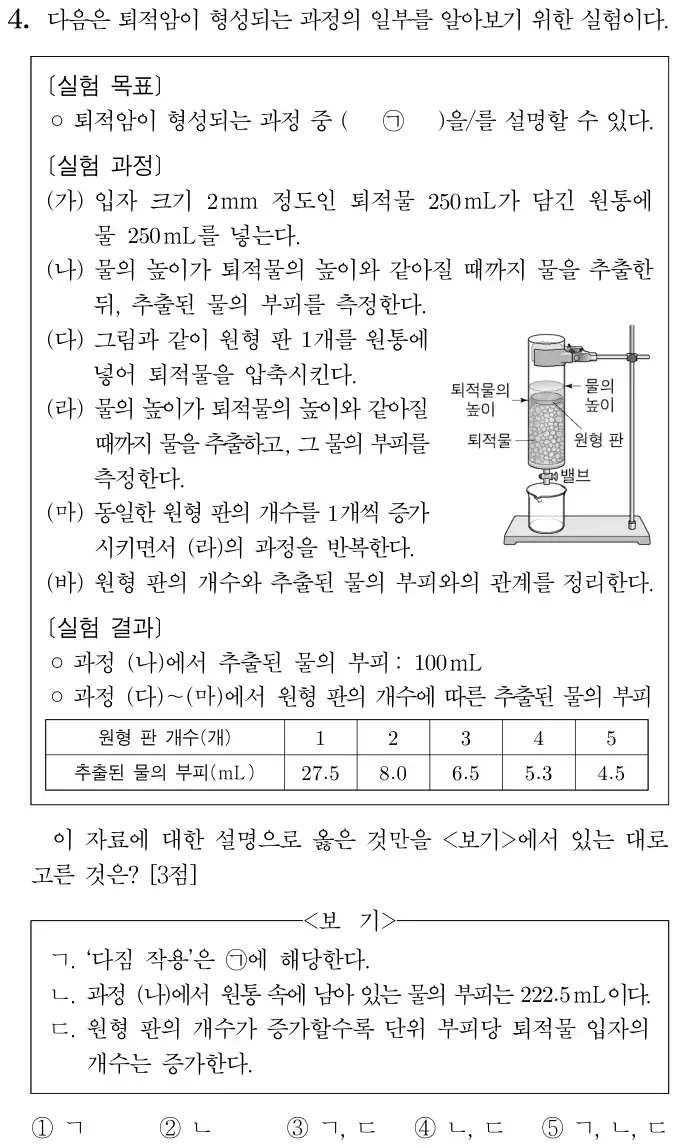 4. 다음은 퇴적암이 형성되는 과정의 일부를 알아보기 위한 실험이다.
〔실험 목표〕
○ 퇴적암이 형성되는 과정 중 ( ㉠ )을/를 설명할 수 있다.
〔실험 과정〕
(가) 입자 크기 2mm 정도인 퇴적물 250mL가 담긴 원통에
물 250mL를 넣는다.
(나) 물의 높이가 퇴적물의 높이와 같아질 때까지 물을 추출한
뒤, 추출된 물의 부피를 측정한다.
(다) 그림과 같이 원형 판 1개를 원통에
넣어 퇴적물을 압축시킨다.
(라) 물의 높이가 퇴적물의 높이와 같아질
때까지 물을 추출하고, 그 물의 부피를
측정한다.
(마) 동일한 원형 판의 개수를 1개씩 증가
시키면서 (라)의 과정을 반복한다.
(바) 원형 판의 개수와 추출된 물의 부피와의 관계를 정리한다.
퇴적물의
높이
물의
높이
퇴적물
원형 판
밸브
〔실험 결과〕
○ 과정 (나)에서 추출된 물의 부피 : 100mL
○ 과정 (다)~(마)에서 원형 판의 개수에 따른 추출된 물의 부피
원형 판 개수(개) 1 2 3 4 5
추출된 물의 부피(mL) 27.5 8.0 6.5 5.3 4.5
이 자료에 대한 설명으로 옳은 것만을 <보기>에서 있는 대로
고른 것은? [3점]
<보 기>
ㄱ. ‘다짐 작용’은 ㉠에 해당한다.
ㄴ. 과정 (나)에서 원통 속에 남아 있는 물의 부피는 222.5mL이다.
ㄷ. 원형 판의 개수가 증가할수록 단위 부피당 퇴적물 입자의
개수는 증가한다.
① ㄱ ② ㄴ ③ ㄱ, ㄷ ④ ㄴ, ㄷ ⑤ ㄱ, ㄴ, ㄷ